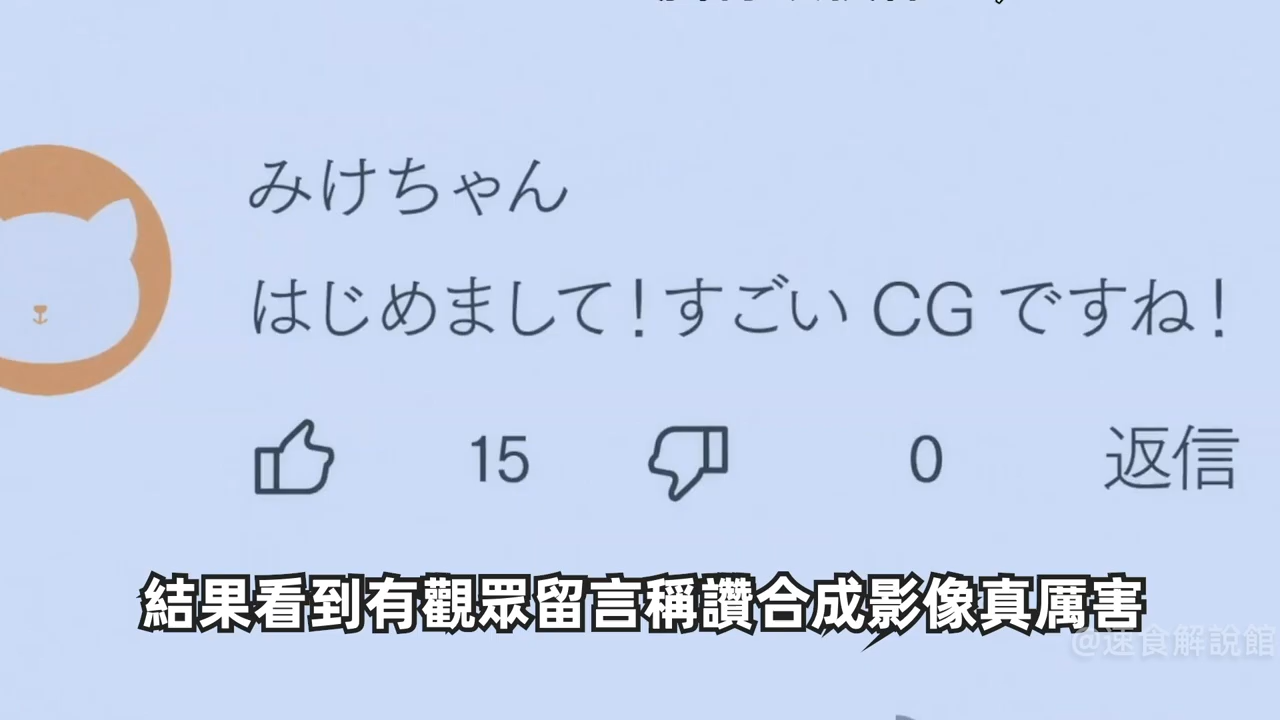 みけちゃん
はじめまして！すごい CG ですね！
15 0 返信
結果看到有觀眾留言稱讚合成影像真厲害
@速食解說館